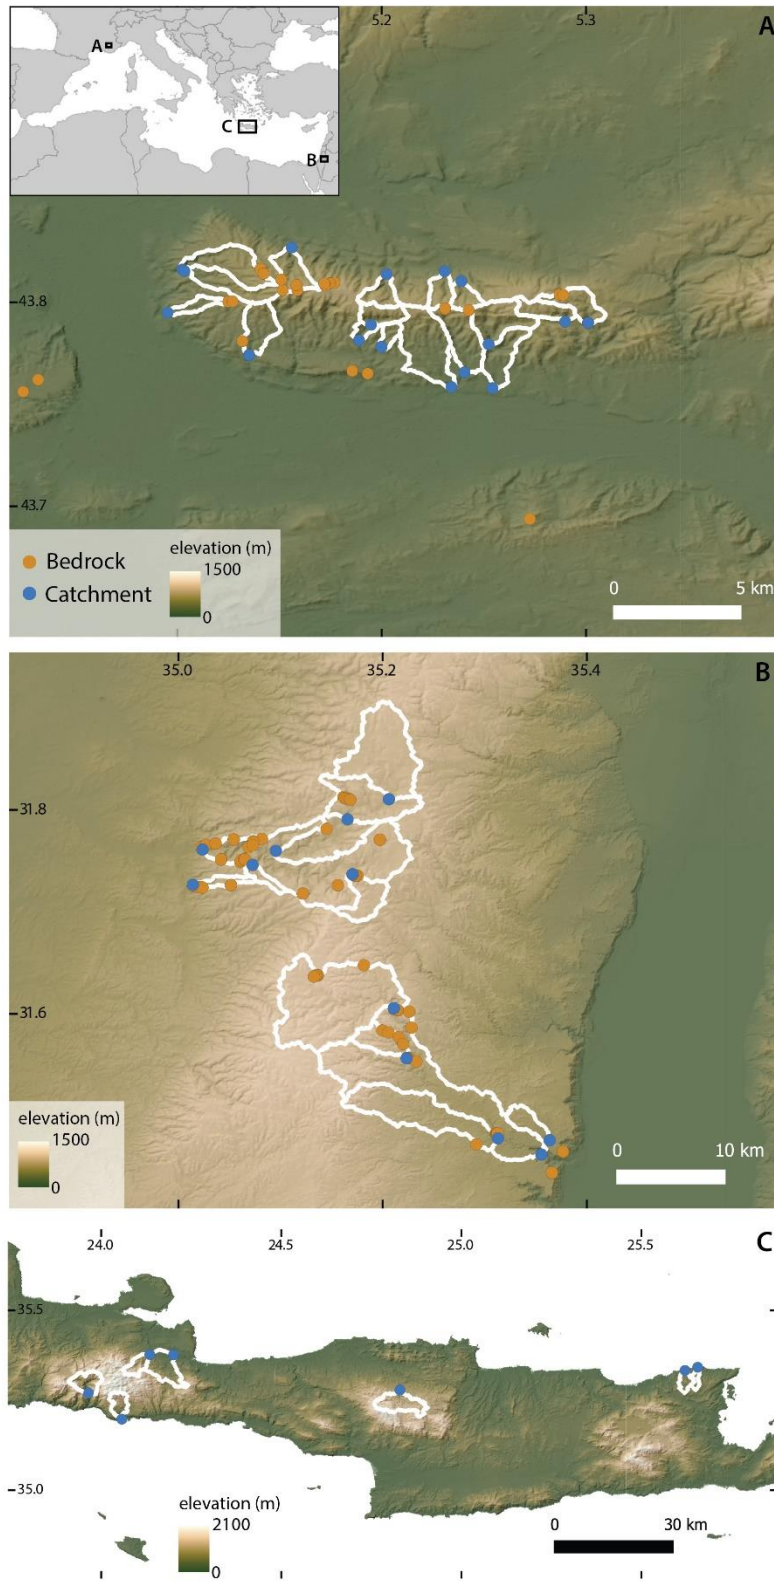 5.2 5.3 A
A
C
B
43.8
43.7
Bedrock
Catchment
elevation (m)
1500
0
0 5 km
35.0 35.2 35.4 B
31.8
31.6
elevation (m)
1500
0
0 10 km
24.0 24.5 25.0 25.5 C
35.5
35.0
elevation (m)
2100
0
0 30 km